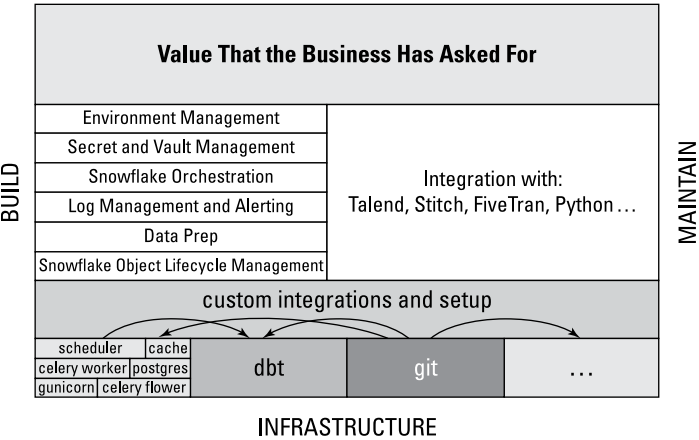 Value That the Business Has Asked For
BUILD
Environment Management
Secret and Vault Management
Snowflake Orchestration
Log Management and Alerting
Data Prep
Snowflake Object Lifecycle Management
Integration with:
Talend, Stitch, FiveTran, Python...
MAINTAIN
custom integrations and setup
scheduler
cache
celery worker
postgres
gunicorn
celery flower
dbt
git
...
INFRASTRUCTURE